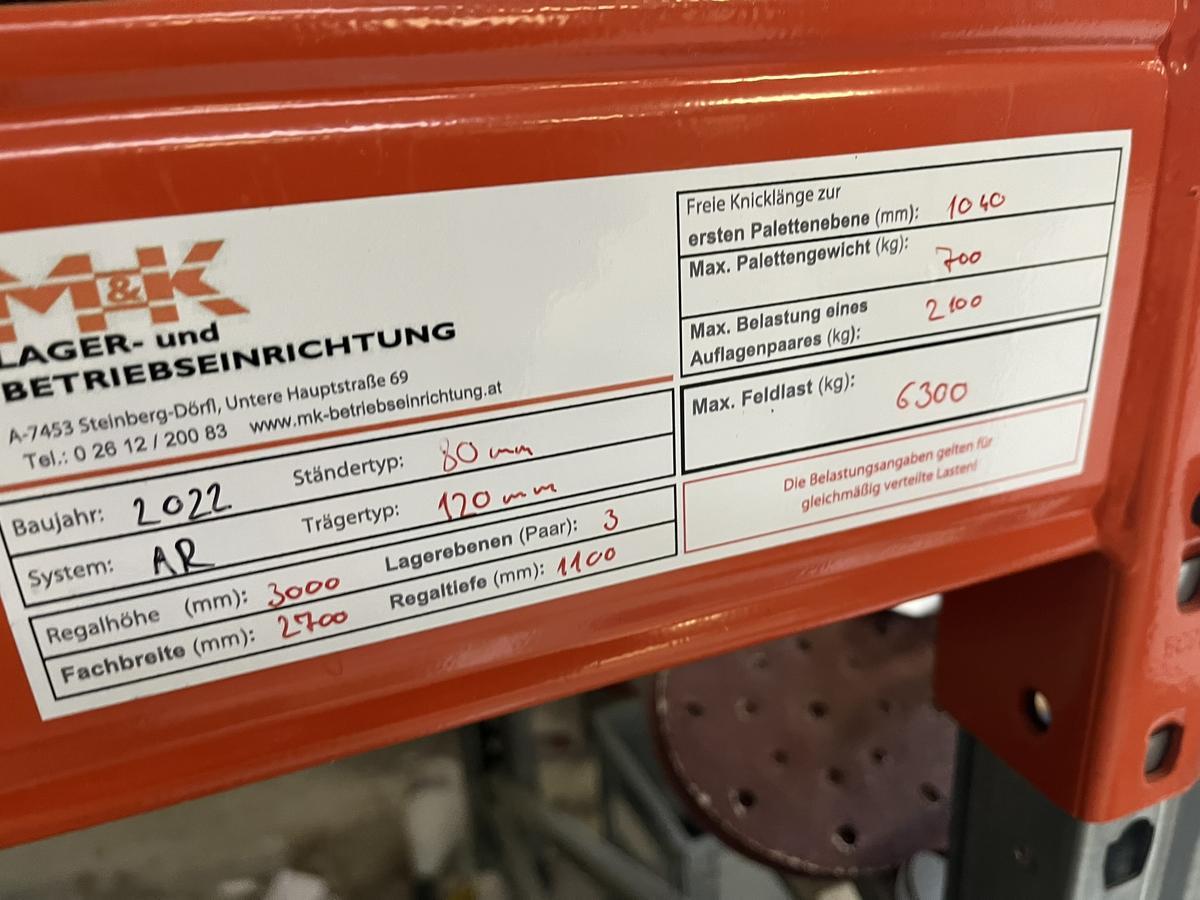 M&K
LAGER- und
BETRIEBSEINRICHTUNG
A-7453 Steinberg-Dörfl, Untere Hauptstraße 69
Tel.: 0 26 12 / 200 83 www.mk-betriebseinrichtung.at
Baujahr: 2022 Ständertyp: 80 mm
System: AR Trägertyp: 120 mm
Regalhöhe (mm): 3000 Lagerebenen (Paar): 3
Fachbreite (mm): 2700 Regaltiefe (mm): 1100
Freie Knicklänge zur
ersten Palettenebene (mm): 1040
Max. Palettengewicht (kg): 700
Max. Belastung eines
Auflagenpaares (kg): 2100
Max. Feldlast (kg): 6300
Die Belastungsangaben gelten für
gleichmäßig verteilte Lasten!